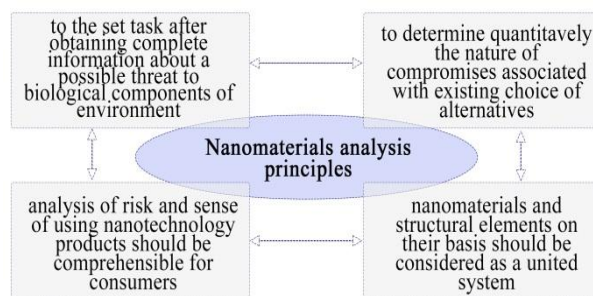 to the set task after
obtaining complete
information about a
possible threat to
biological components of
environment
to determine quantitavely
the nature of
compromises associated
with existing choice of
alternatives
Nanomaterials analysis
principles
analysis of risk and sense
of using nanotechnology
products should be
comprehensible for
consumers
nanomaterials and
structural elements on
their basis should be
considered as a united
system